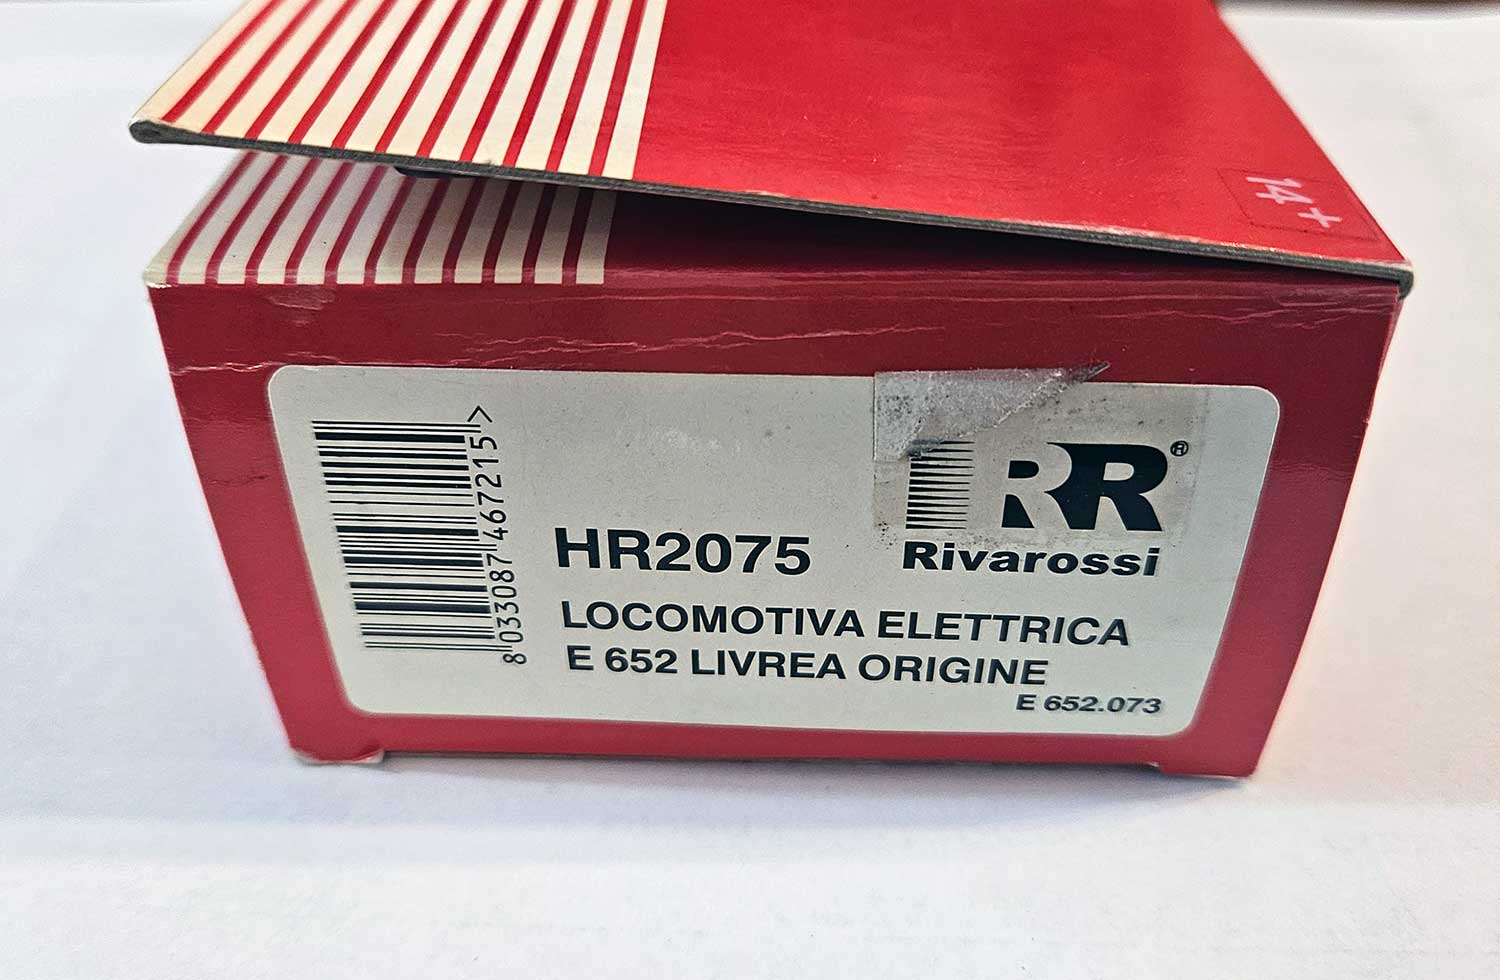 14+
8 033087 467215 >
RR®
Rivarossi
HR2075
LOCOMOTIVA ELETTRICA
E 652 LIVREA ORIGINE
E 652.073